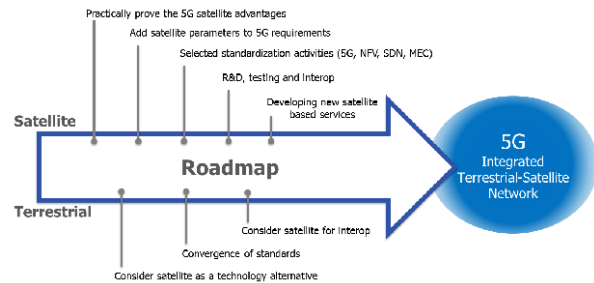 Practically prove the 5G satellite advantages
Add satellite parameters to 5G requirements
Selected standardization activities (5G, NFV, SDN, MEC)
R&D, testing and interop
Developing new satellite
based services
Satellite
Roadmap
Terrestrial
5G
Integrated
Terrestrial-Satellite
Network
Consider satellite for interop
Convergence of standards
Consider satellite as a technology alternative